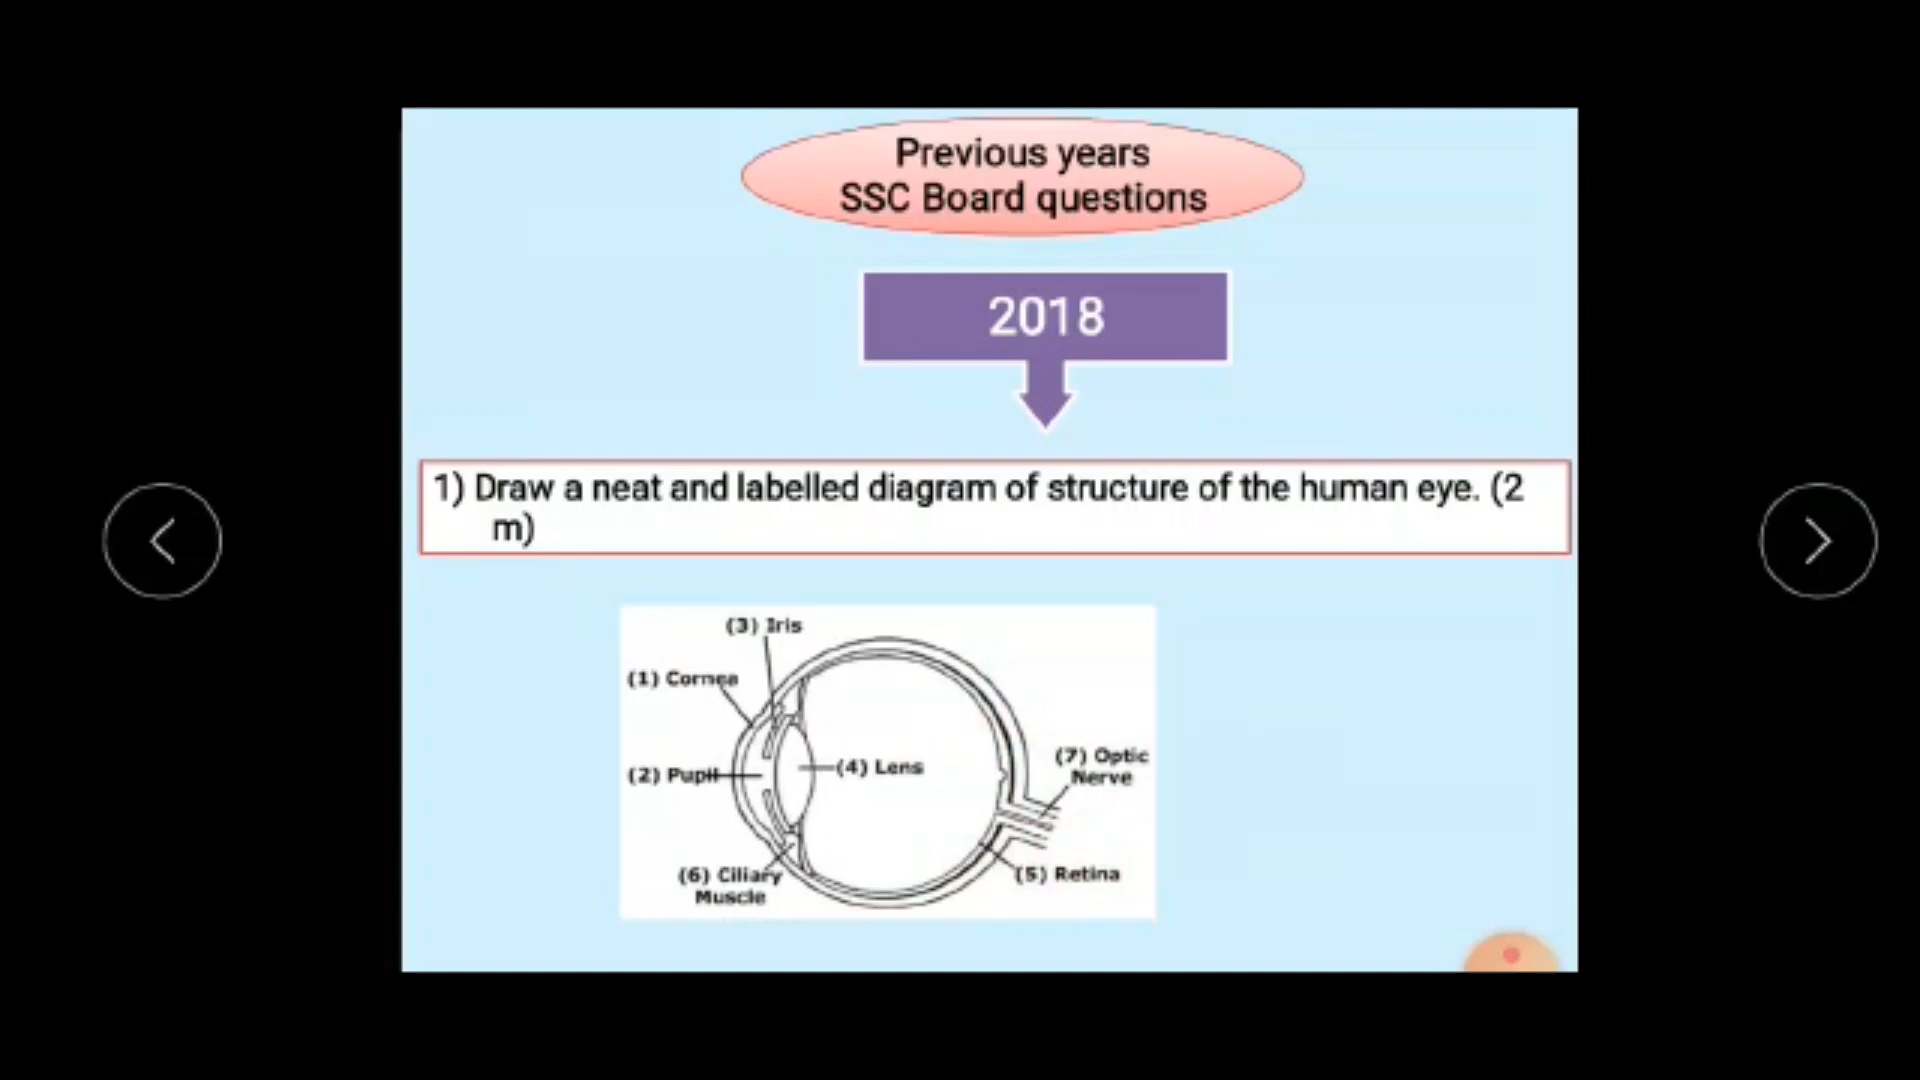 Previous years
SSC Board questions
2018
1) Draw a neat and labelled diagram of structure of the human eye. (2
m)
(3) Iris
(1) Cornea
(7) Optic
Nerve
(2) Pupil
(4) Lens
(6) Ciliary
Muscle
(5) Retina